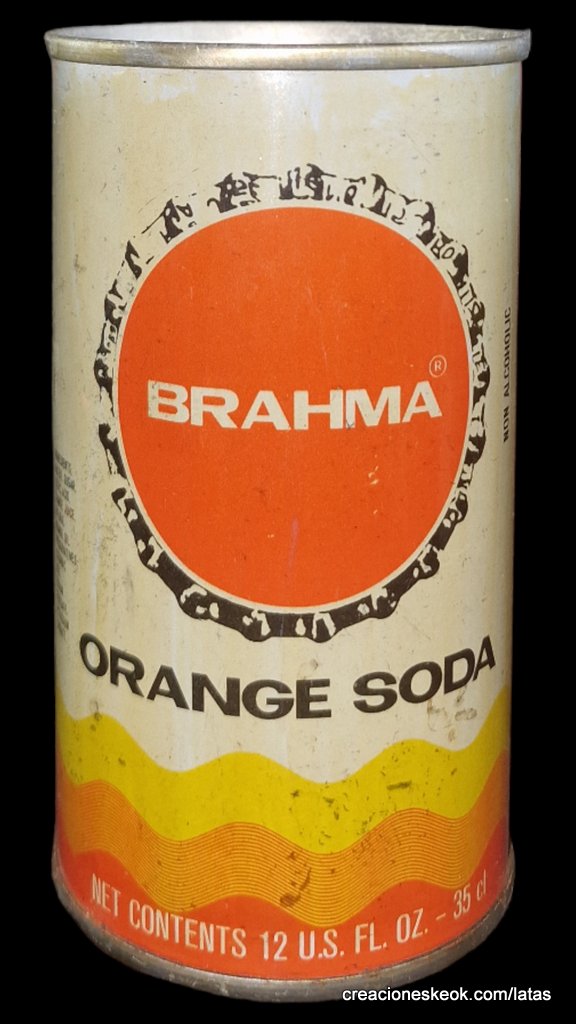 BRAHMA®
NON ALCOHOLIC
ORANGE SODA
NET CONTENTS 12 U.S. FL. OZ. - 35 cl
creacioneskeok.com/latas